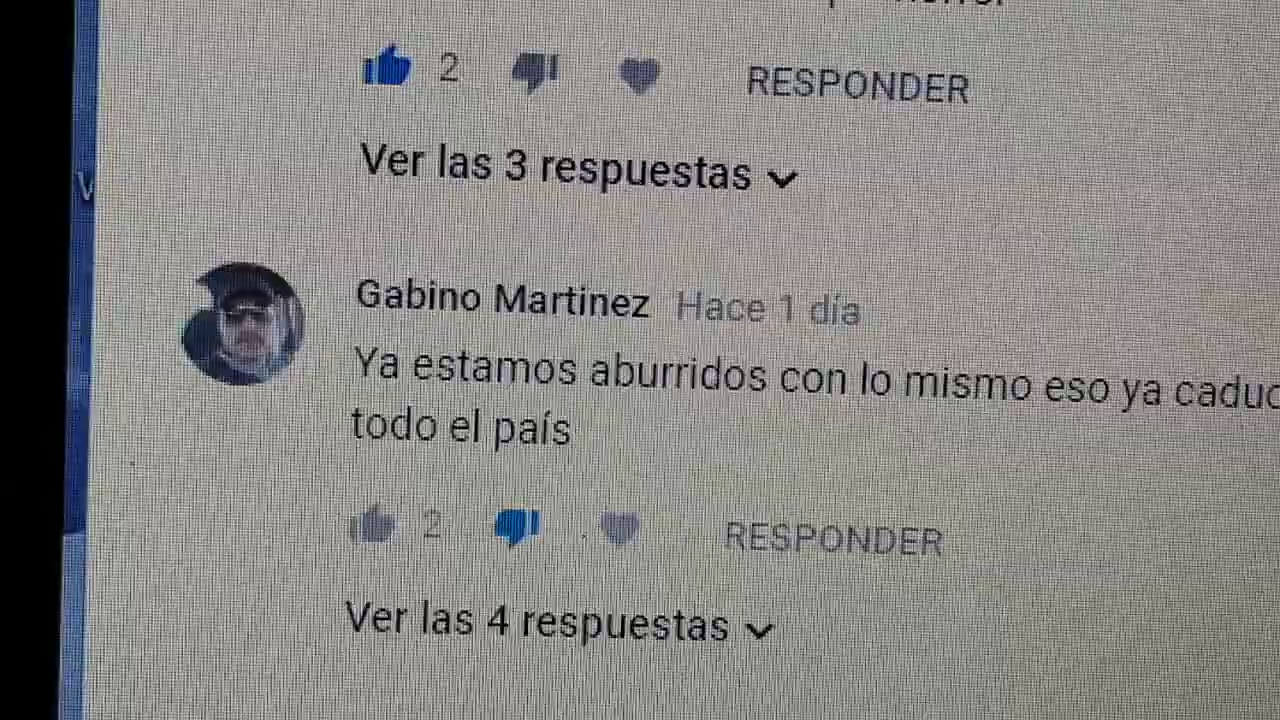 2 RESPONDER
Ver las 3 respuestas
Gabino Martinez Hace 1 día
Ya estamos aburridos con lo mismo eso ya
todo el país
2 RESPONDER
Ver las 4 respuestas